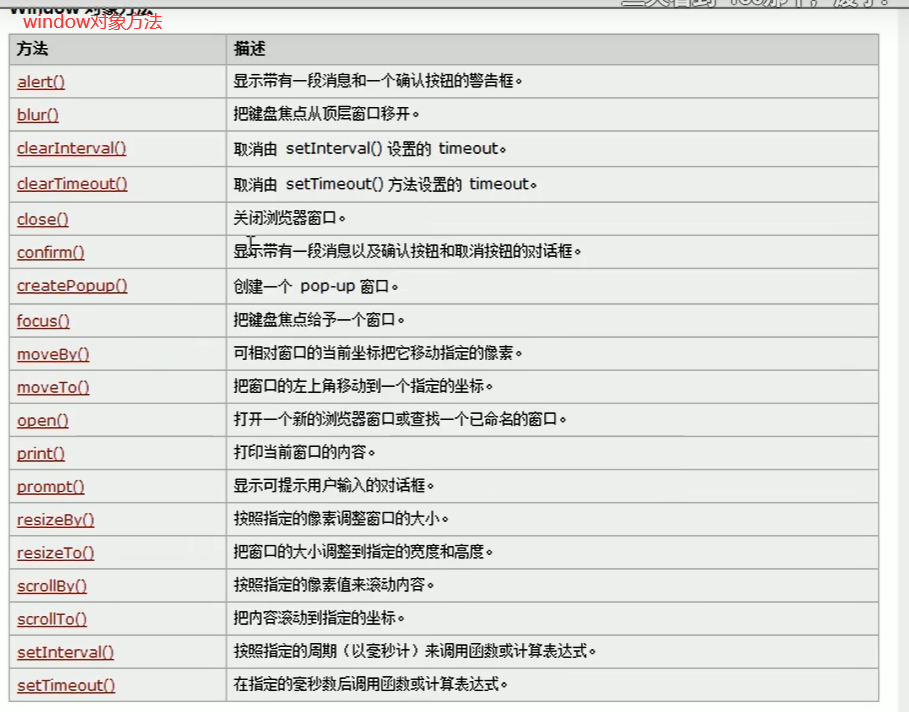 Window 对象方法
window对象方法
方法 描述
alert() 显示带有一段消息和一个确认按钮的警告框。
blur() 把键盘焦点从顶层窗口移开。
clearInterval() 取消由 setInterval() 设置的 timeout。
clearTimeout() 取消由 setTimeout() 方法设置的 timeout。
close() 关闭浏览器窗口。
confirm() 显示带有一段消息以及确认按钮和取消按钮的对话框。
createPopup() 创建一个 pop-up 窗口。
focus() 把键盘焦点给予一个窗口。
moveBy() 可相对窗口的当前坐标把它移动指定的像素。
moveTo() 把窗口的左上角移动到一个指定的坐标。
open() 打开一个新的浏览器窗口或查找一个已命名的窗口。
print() 打印当前窗口的内容。
prompt() 显示可提示用户输入的对话框。
resizeBy() 按照指定的像素调整窗口的大小。
resizeTo() 把窗口的大小调整到指定的宽度和高度。
scrollBy() 按照指定的像素值来滚动内容。
scrollTo() 把内容滚动到指定的坐标。
setInterval() 按照指定的周期（以毫秒计）来调用函数或计算表达式。
setTimeout() 在指定的毫秒数后调用函数或计算表达式。